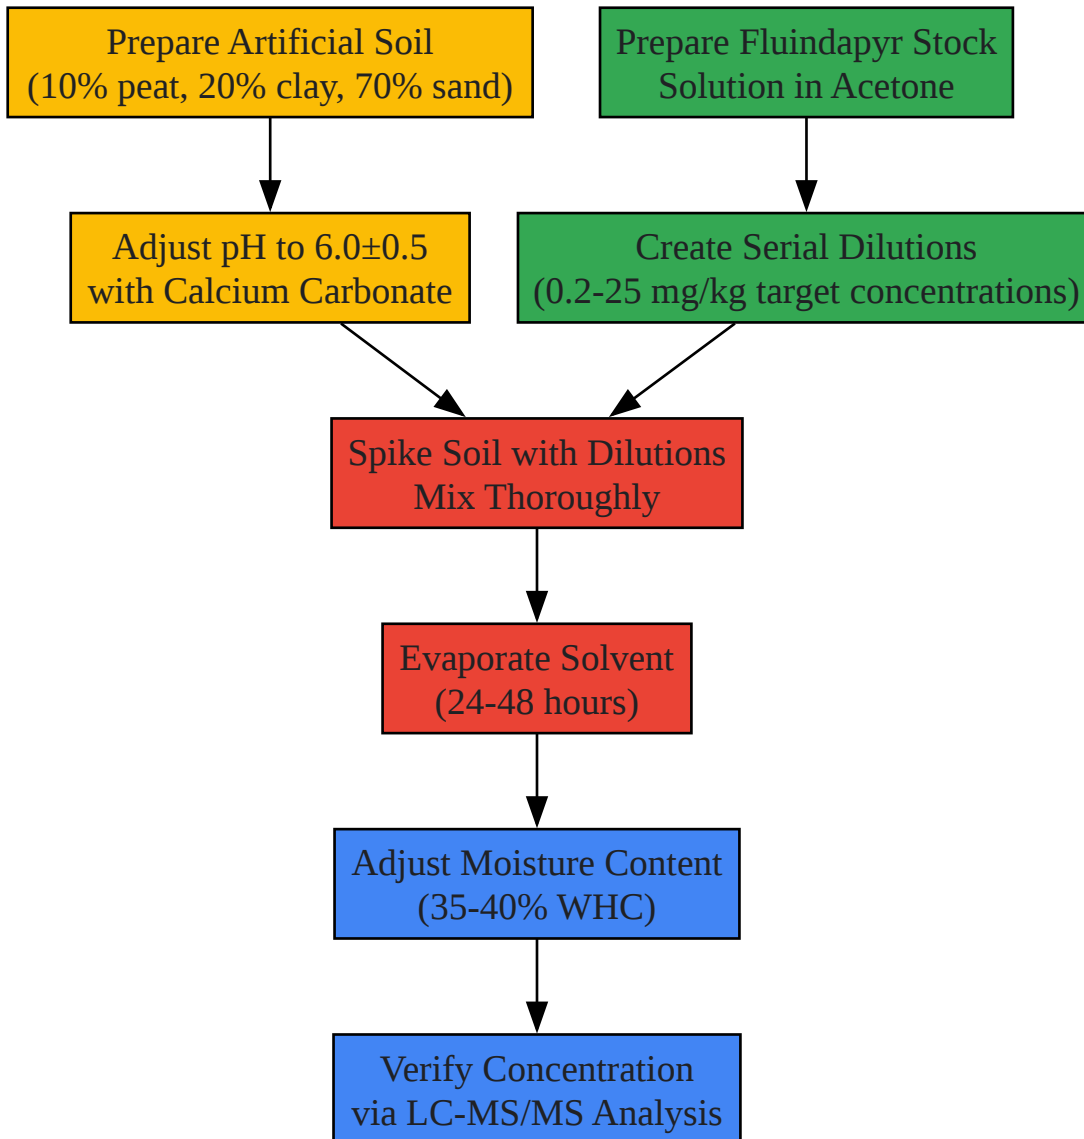 Prepare Artificial Soil
(10% peat, 20% clay, 70% sand)
Prepare Fluindapyr Stock
Solution in Acetone
Adjust pH to 6.0±0.5
with Calcium Carbonate
Create Serial Dilutions
(0.2-25 mg/kg target concentrations)
Spike Soil with Dilutions
Mix Thoroughly
Evaporate Solvent
(24-48 hours)
Adjust Moisture Content
(35-40% WHC)
Verify Concentration
via LC-MS/MS Analysis